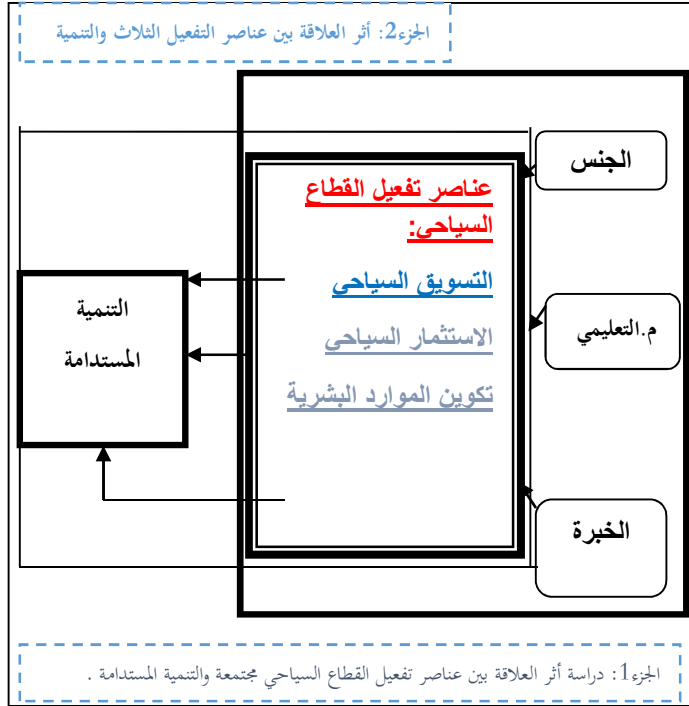 الجزء2: أثر العلاقة بين عناصر التفعيل الثلاث والتنمية
الجنس
عناصر تفعيل القطاع
السياحي:
التسويق السياحي
الاستثمار السياحي
تكوين الموارد البشرية
م.التعليمي
التنمية
المستدامة
الخبرة
الجزء1: دراسة أثر العلاقة بين عناصر تفعيل القطاع السياحي مجتمعة والتنمية المستدامة .